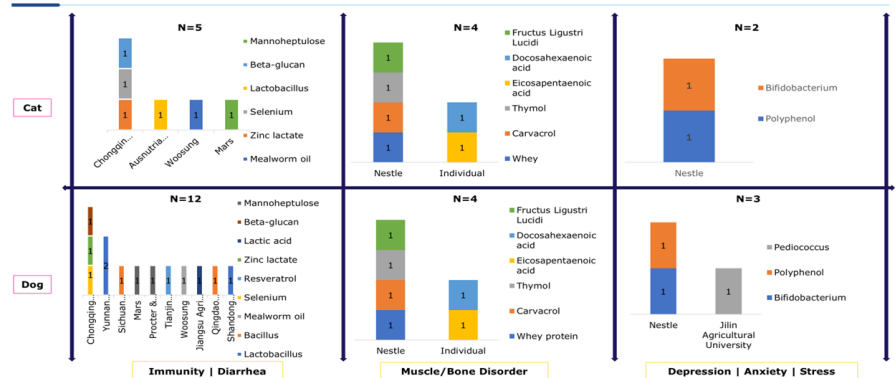 N=5
1
1
1
1
1
1
Chongqin...
Ausnutria...
Woosung
Mars
Mannoheptulose
Beta-glucan
Lactobacillus
Selenium
Zinc lactate
Mealworm oil
N=4
1
1
1
1
1
1
Nestle
Individual
Fructus Ligustri
Lucidi
Docosahexaenoic
acid
Eicosapentaenoic
acid
Thymol
Carvacrol
Whey
N=2
1
1
Nestle
Bifidobacterium
Polyphenol
Cat
N=12
1
1
1
2
1
1
1
1
1
1
1
1
Chongqing...
Yunnan...
Sichuan...
Mars
Procter &...
Tianjin...
Woosung
Jiangsu Agri...
Qingdao...
Shandong...
Mannoheptulose
Beta-glucan
Lactic acid
Zinc lactate
Resveratrol
Selenium
Mealworm oil
Bacillus
Lactobacillus
N=4
1
1
1
1
1
1
Nestle
Individual
Fructus Ligustri
Lucidi
Docosahexaenoic
acid
Eicosapentaenoic
acid
Thymol
Carvacrol
Whey protein
N=3
1
1
1
Nestle
Jilin
Agricultural
University
Pediococcus
Polyphenol
Bifidobacterium
Dog
Immunity | Diarrhea
Muscle/Bone Disorder
Depression | Anxiety | Stress